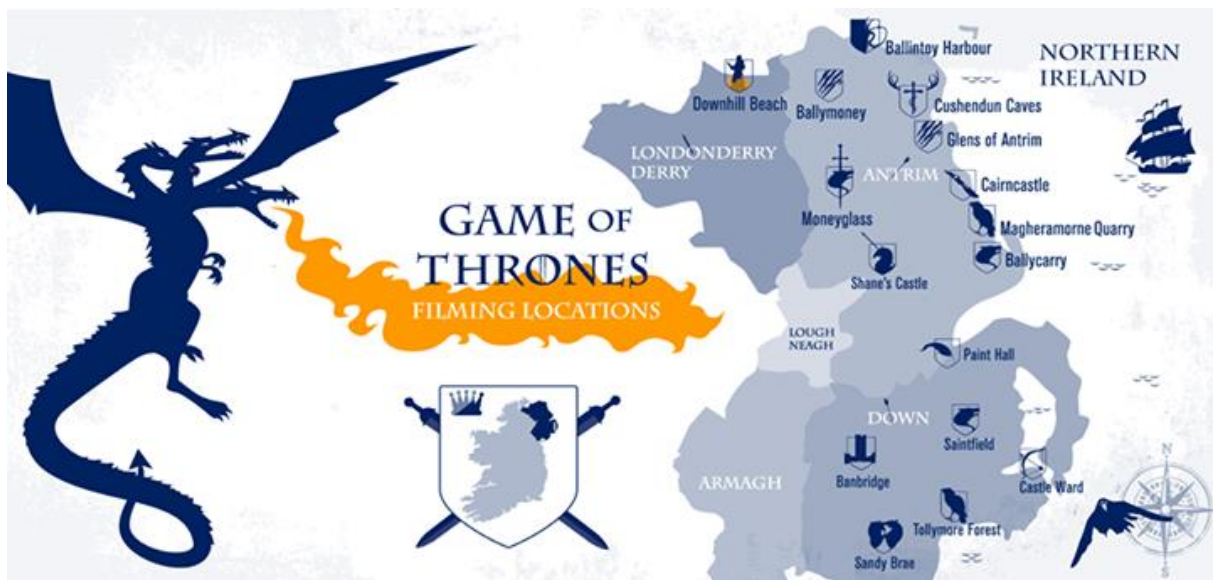 GAME OF
THRONES
FILMING LOCATIONS
NORTHERN
IRELAND
Ballintoy Harbour
Downhill Beach
Ballymoney
Cushendun Caves
Glens of Antrim
LONDONDERRY
DERRY
ANTRIM
Cairncastle
Moneyglass
Magheramorne Quarry
Ballycarry
Shane's Castle
LOUGH
NEAGH
Paint Hall
DOWN
Saintfield
Banbridge
Castle Ward
ARMAGH
Tollymore Forest
Sandy Brae
N
E
S